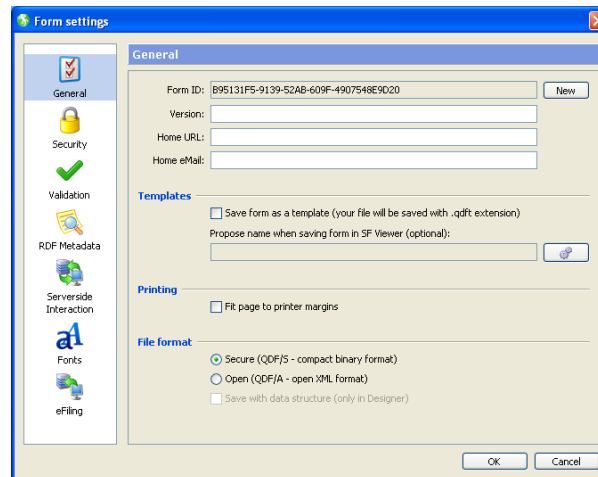 Form settings
General
Security
Validation
RDF Metadata
Serverside
Interaction
Fonts
eFiling
General
Form ID: B95131F5-9139-52AB-609F-4907548E9D20 New
Version:
Home URL:
Home eMail:
Templates
Save form as a template (your file will be saved with .qdft extension)
Propose name when saving form in SF Viewer (optional):
Printing
Fit page to printer margins
File format
Secure (QDF/S - compact binary format)
Open (QDF/A - open XML format)
Save with data structure (only in Designer)
OK Cancel